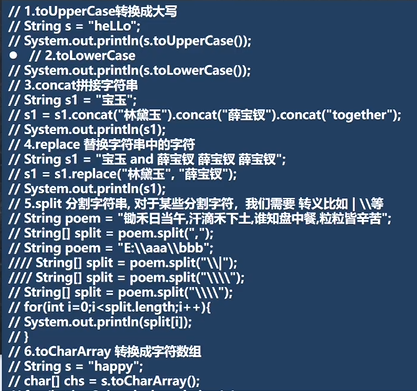 // 1.toUpperCase转换成大写
// String s = "heLLo";
// System.out.println(s.toUpperCase());
● // 2.toLowerCase
// System.out.println(s.toLowerCase());
// 3.concat拼接字符串
// String s1 = "宝玉";
// s1 = s1.concat("林黛玉").concat("薛宝钗").concat("together");
// System.out.println(s1);
// 4.replace 替换字符串中的字符
// String s1 = "宝玉 and 薛宝钗 薛宝钗 薛宝钗";
// s1 = s1.replace("林黛玉", "薛宝钗");
// System.out.println(s1);
// 5.split 分割字符串, 对于某些分割字符，我们需要 转义比如 | \\等
// String poem = "锄禾日当午,汗滴禾下土,谁知盘中餐,粒粒皆辛苦";
// String[] split = poem.split(",");
// String poem = "E:\\aaa\\bbb";
//// String[] split = poem.split("\\|");
//// String[] split = poem.split("\\\\");
// String[] split = poem.split("\\\\");
// for(int i=0;i<split.length;i++){
// System.out.println(split[i]);
// }
// 6.toCharArray 转换成字符数组
// String s = "happy";
// char[] chs = s.toCharArray();